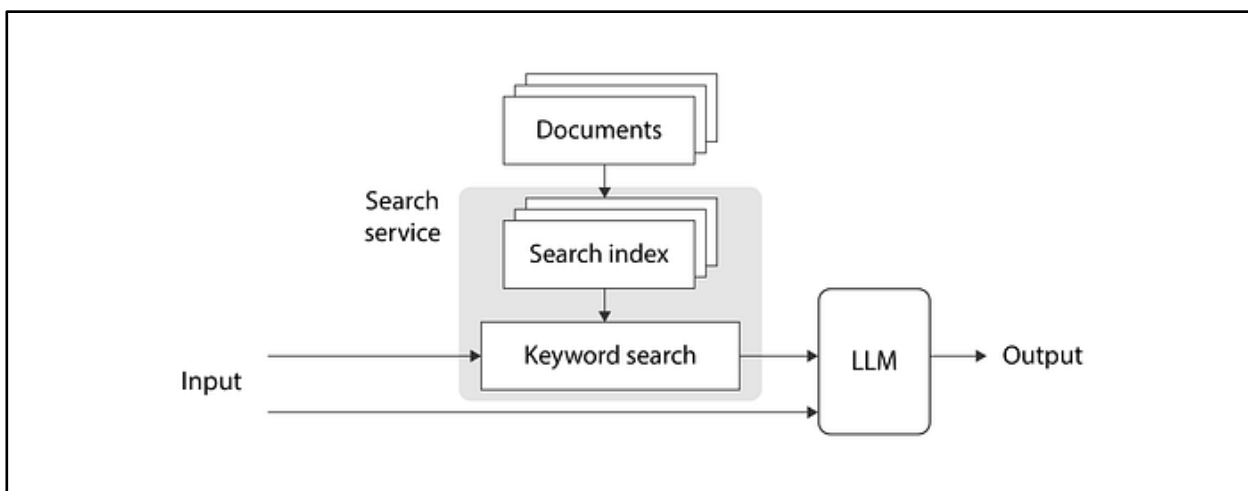 Documents
Search
service
Search index
Keyword search
Input
LLM
Output